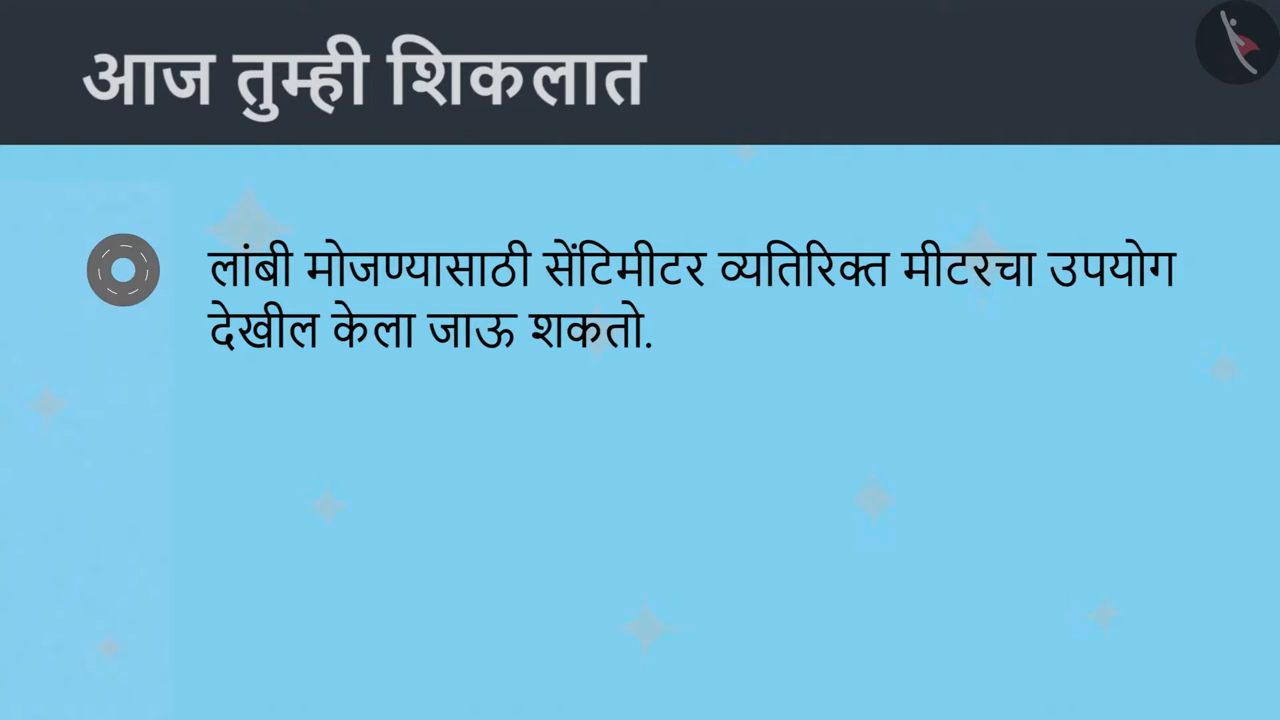 आज तुम्ही शिकलात
लांबी मोजण्यासाठी सेंटिमीटर व्यतिरिक्त मीटरचा उपयोग
देखील केला जाऊ शकतो.